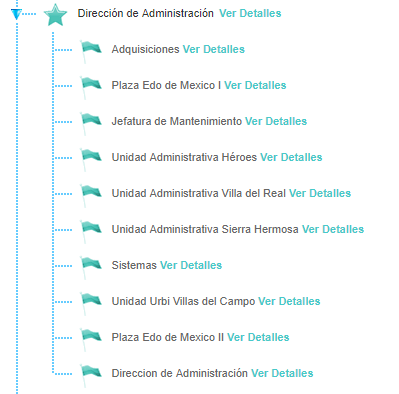 Dirección de Administración Ver Detalles
Adquisiciones Ver Detalles
Plaza Edo de Mexico I Ver Detalles
Jefatura de Mantenimiento Ver Detalles
Unidad Administrativa Héroes Ver Detalles
Unidad Administrativa Villa del Real Ver Detalles
Unidad Administrativa Sierra Hermosa Ver Detalles
Sistemas Ver Detalles
Unidad Urbi Villas del Campo Ver Detalles
Plaza Edo de Mexico II Ver Detalles
Direccion de Administración Ver Detalles